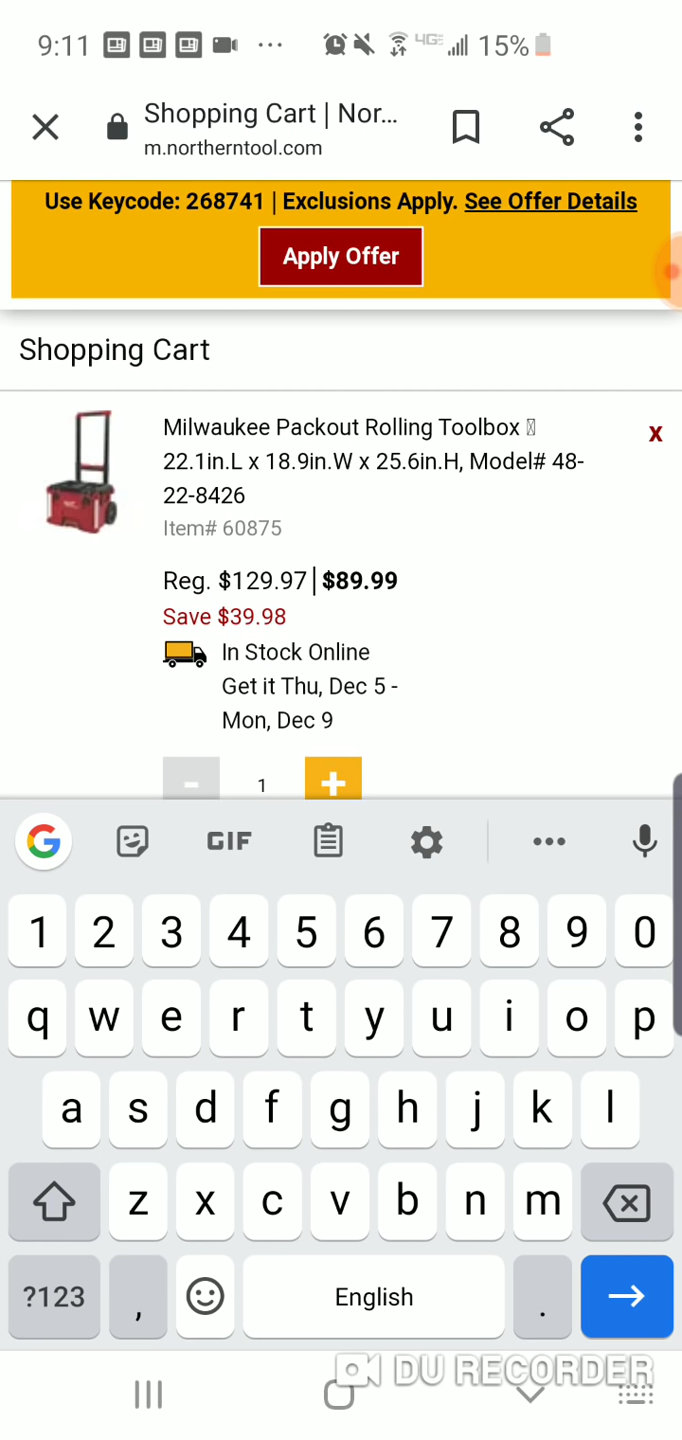 9:11 15%
Shopping Cart | Nor...
m.northerntool.com
Use Keycode: 268741 | Exclusions Apply. See Offer Details
Apply Offer
Shopping Cart
Milwaukee Packout Rolling Toolbox
22.1in.L x 18.9in.W x 25.6in.H, Model# 48-
22-8426
x
Item# 60875
Reg. $129.97|$89.99
Save $39.98
In Stock Online
Get it Thu, Dec 5 -
Mon, Dec 9
- 1 +
GIF
1 2 3 4 5 6 7 8 9 0
q w e r t y u i o p
a s d f g h j k l
z x c v b n m
?123 , English .
DU RECORDER